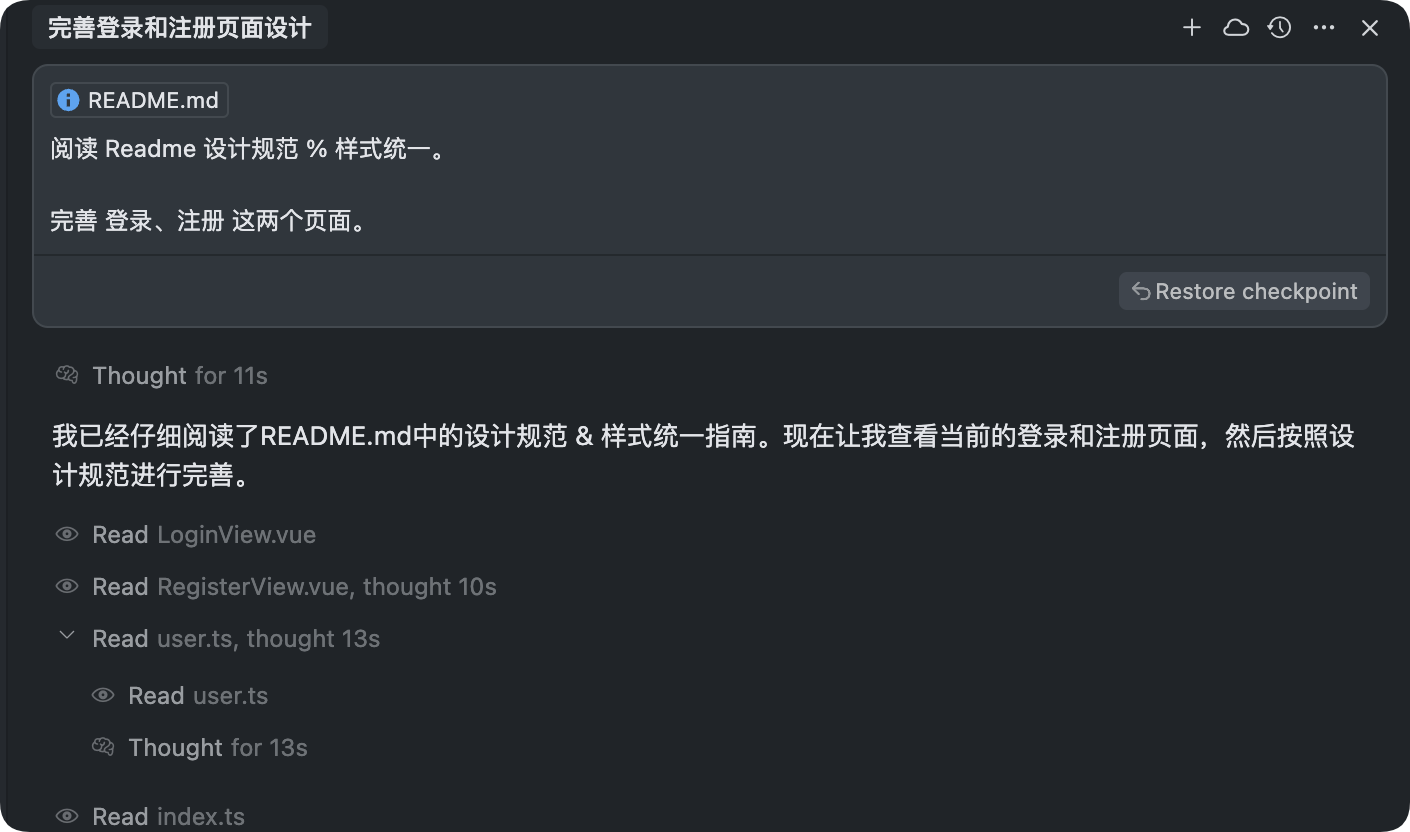 完善登录和注册页面设计
README.md
阅读 Readme 设计规范 % 样式统一。
完善 登录、注册 这两个页面。
Restore checkpoint
Thought for 11s
我已经仔细阅读了README.md中的设计规范 & 样式统一指南。现在让我查看当前的登录和注册页面，然后按照设
计规范进行完善。
Read LoginView.vue
Read RegisterView.vue, thought 10s
Read user.ts, thought 13s
Read user.ts
Thought for 13s
Read index.ts